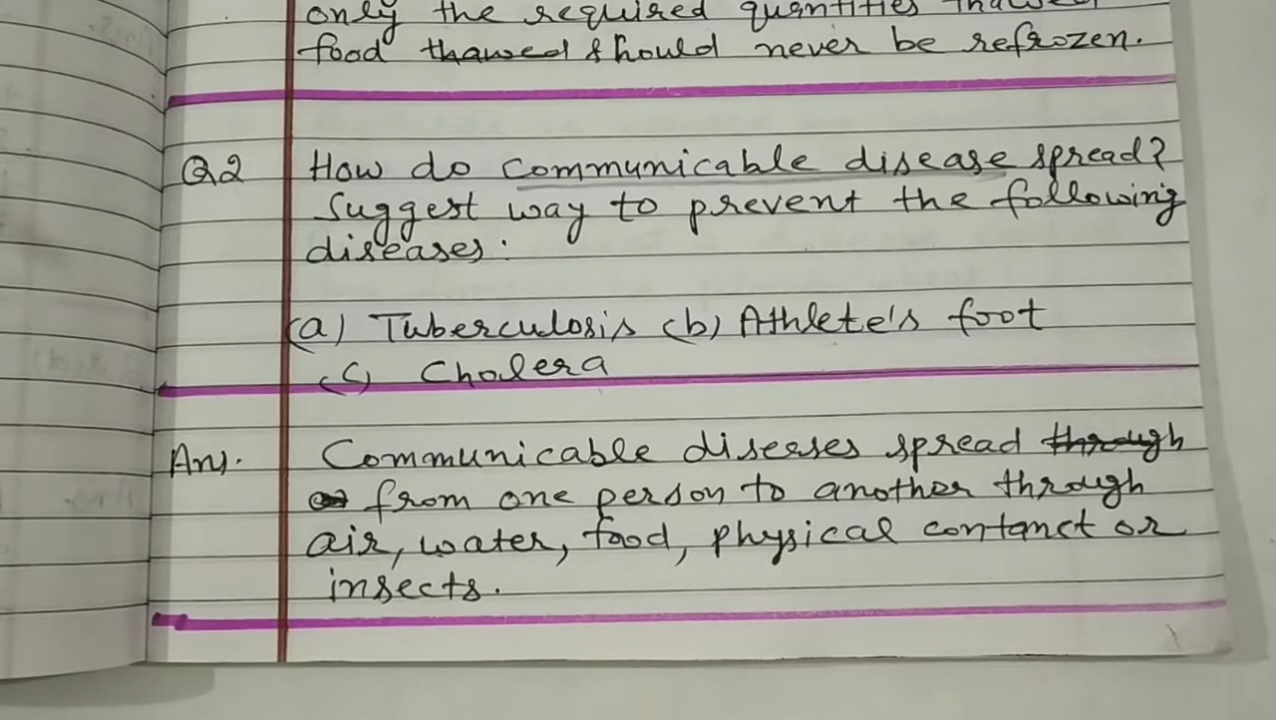 only the required quantities thawed
food thawed should never be refrozen.
Q2 How do communicable disease spread?
Suggest way to prevent the following
diseases:
(a) Tuberculosis (b) Athlete's foot
(c) Cholera
Ans. Communicable diseases spread through
from one person to another through
air, water, food, physical contanct or
insects.